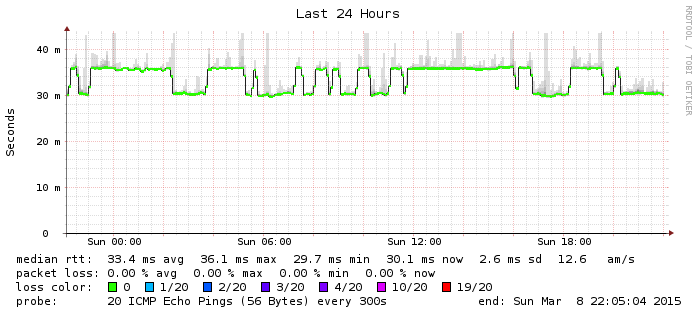 Last 24 Hours
RRDTOOL / TOBI OETIKER
Seconds
40 m
30 m
20 m
10 m
0
Sun 00:00 Sun 06:00 Sun 12:00 Sun 18:00
median rtt: 33.4 ms avg 36.1 ms max 29.7 ms min 30.1 ms now 2.6 ms sd 12.6 am/s
packet loss: 0.00 % avg 0.00 % max 0.00 % min 0.00 % now
loss color: 0 1/20 2/20 3/20 4/20 10/20 19/20
probe: 20 ICMP Echo Pings (56 Bytes) every 300s end: Sun Mar 8 22:05:04 2015